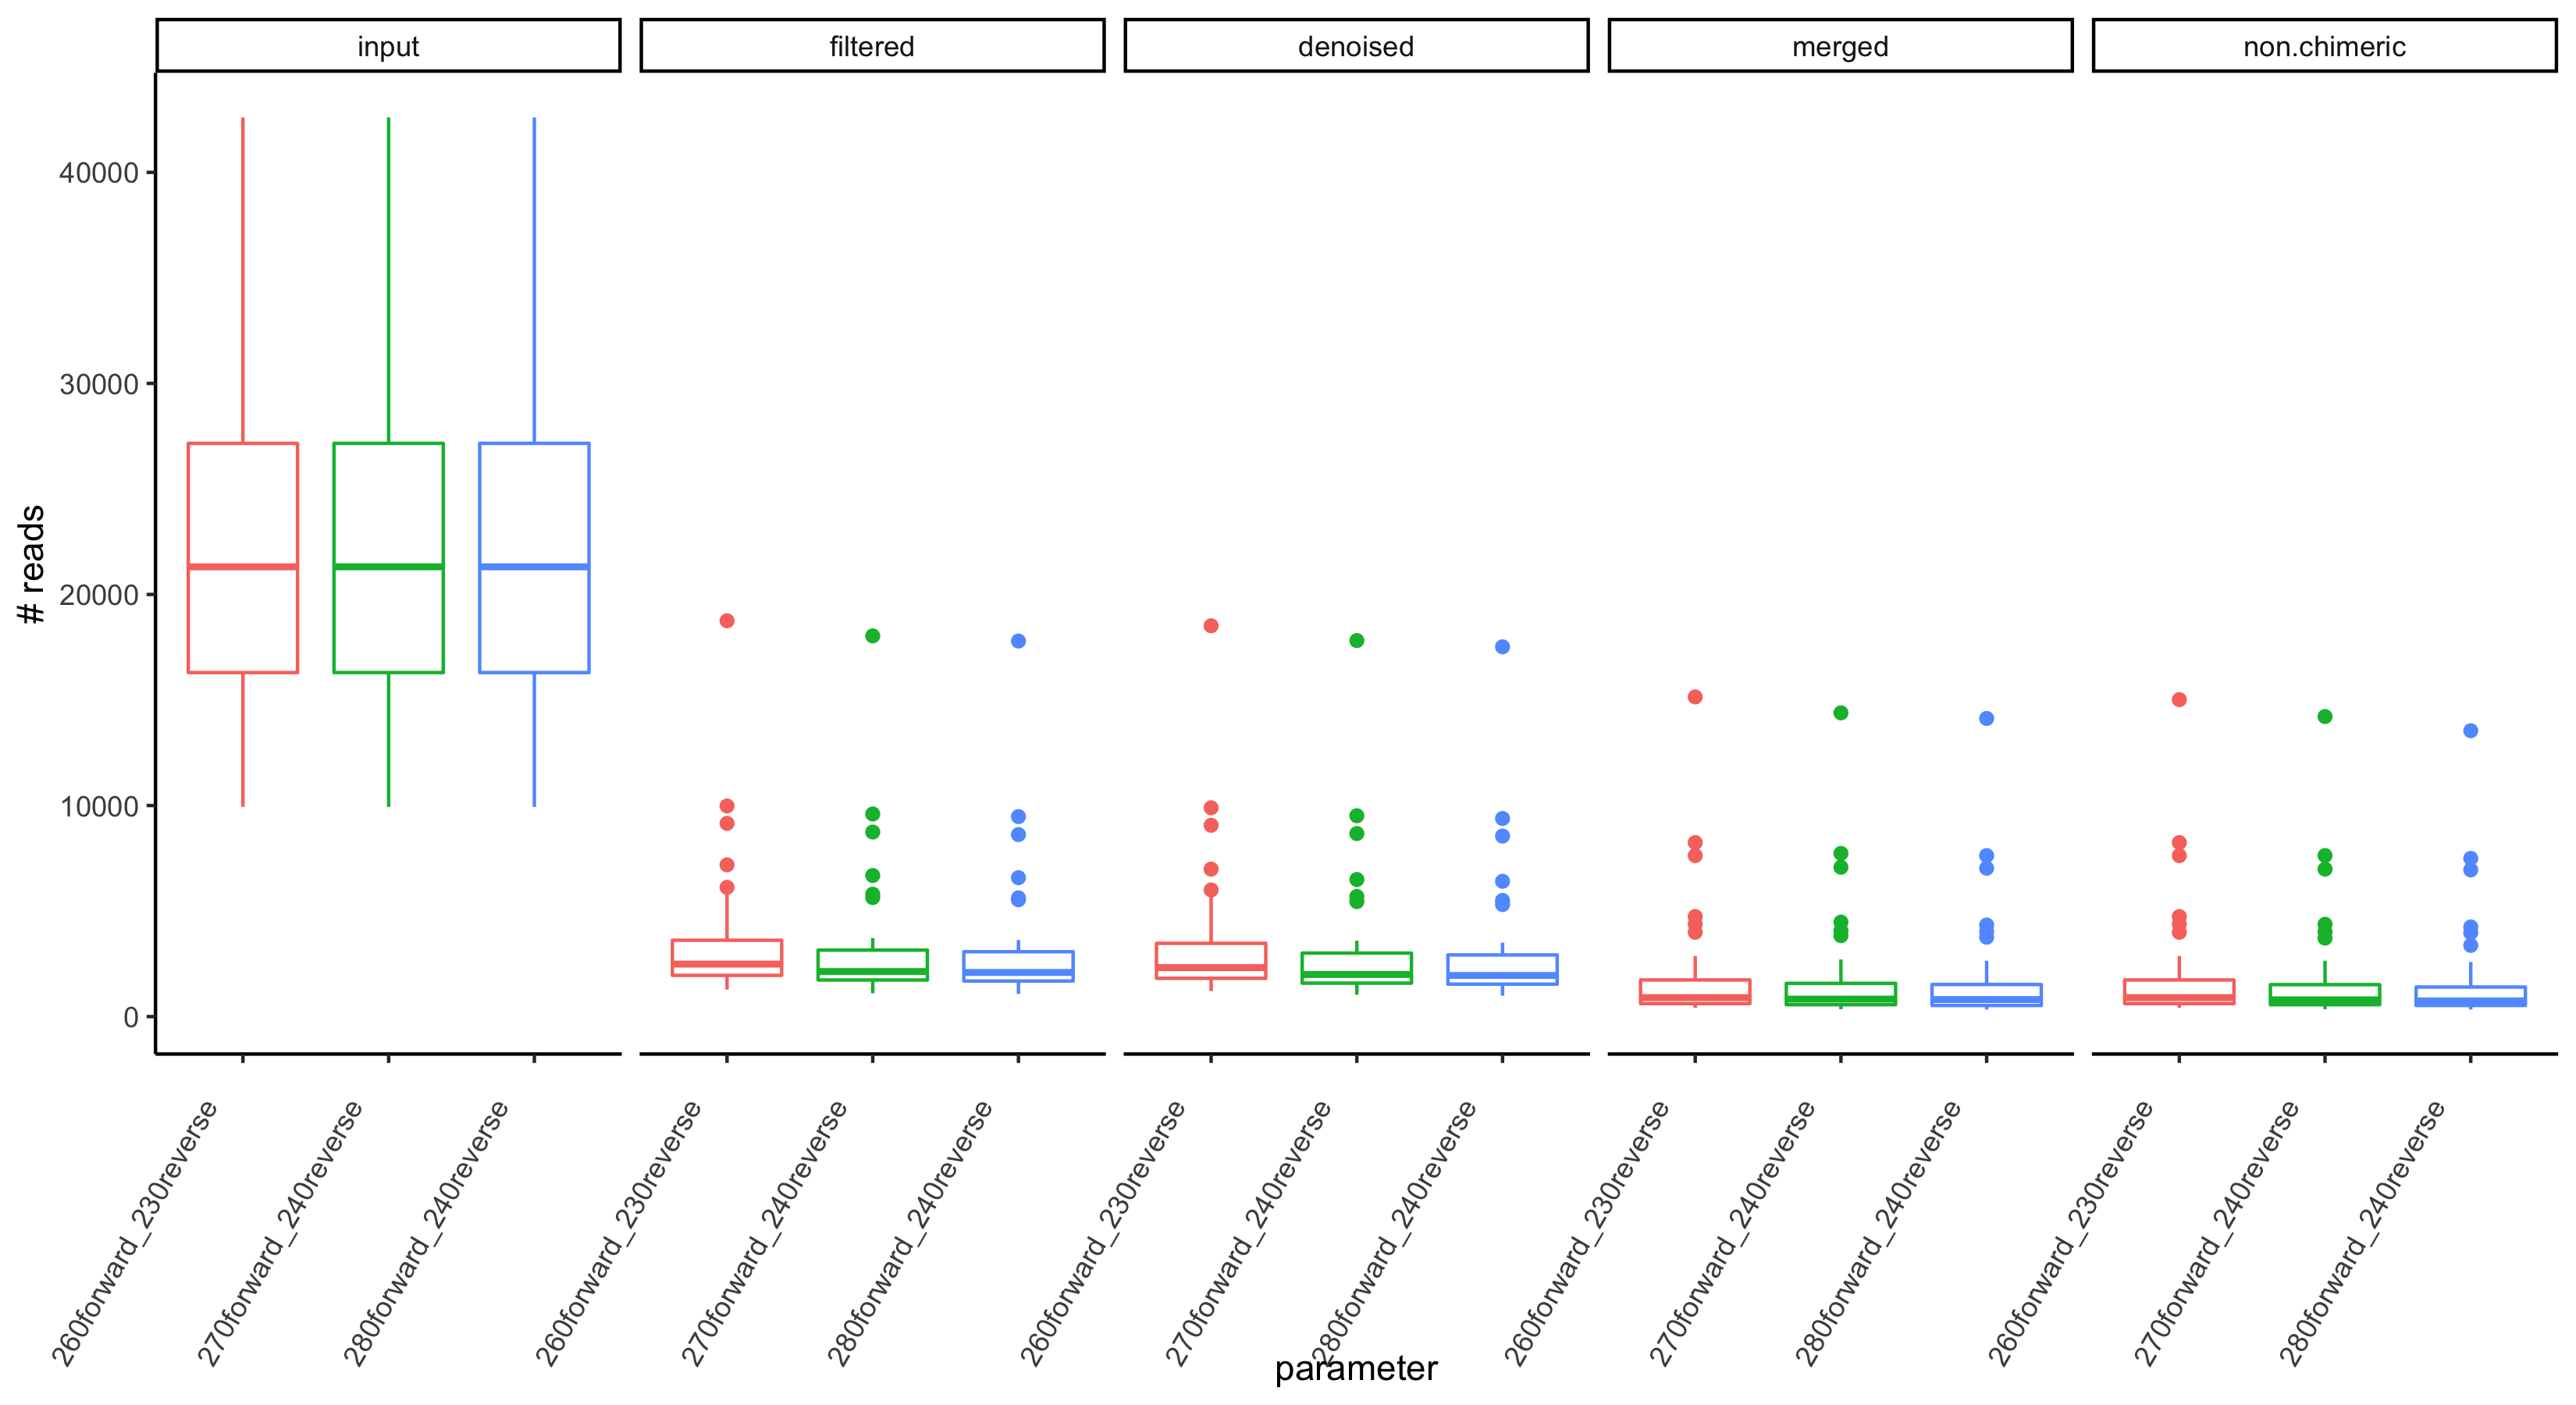 input filtered denoised merged non.chimeric
40000
30000
20000
10000
0
# reads
260forward_230reverse 270forward_240reverse 280forward_240reverse 260forward_230reverse 270forward_240reverse 280forward_240reverse 260forward_230reverse 270forward_240reverse 280forward_240reverse 260forward_230reverse 270forward_240reverse 280forward_240reverse 260forward_230reverse 270forward_240reverse 280forward_240reverse
parameter